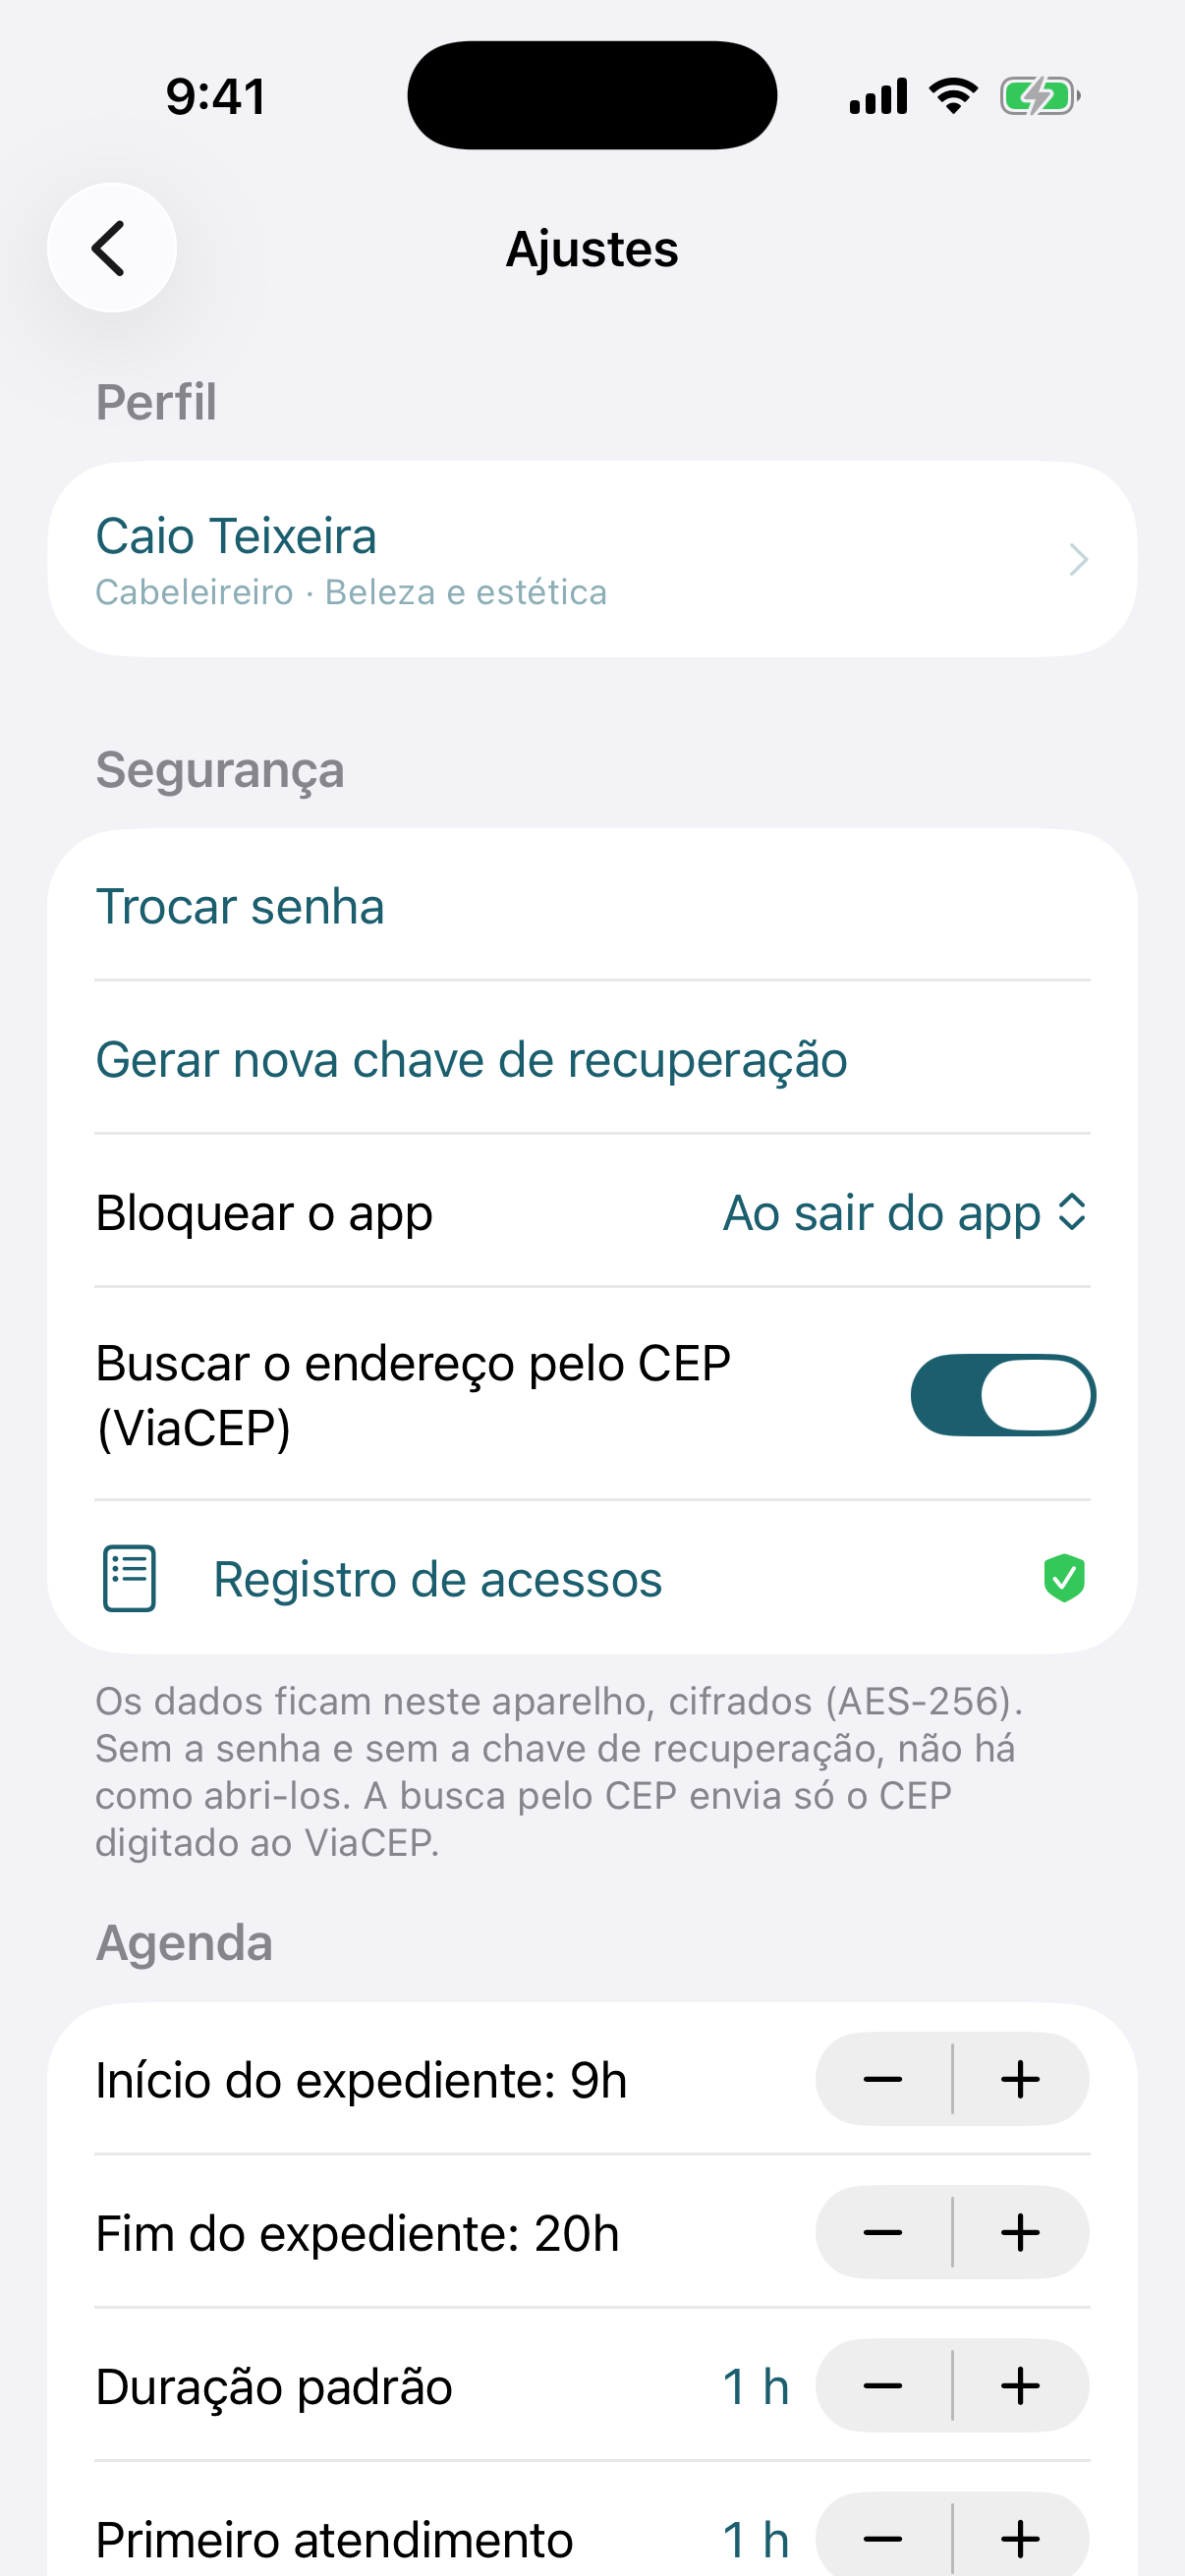 9:41
Ajustes
Perfil
Caio Teixeira
Cabeleireiro · Beleza e estética
Segurança
Trocar senha
Gerar nova chave de recuperação
Bloquear o app Ao sair do app
Buscar o endereço pelo CEP
(ViaCEP)
Registro de acessos
Os dados ficam neste aparelho, cifrados (AES-256).
Sem a senha e sem a chave de recuperação, não há
como abri-los. A busca pelo CEP envia só o CEP
digitado ao ViaCEP.
Agenda
Início do expediente: 9h
Fim do expediente: 20h
Duração padrão 1 h
Primeiro atendimento 1 h